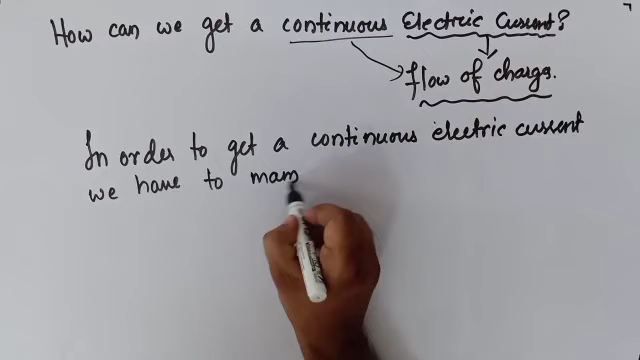 How can we get a continuous Electric Current?
flow of charge.
In order to get a continuous electric current
we have to mam